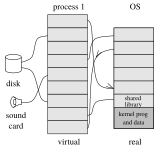 process 1
OS
disk
sound
card
shared
library
kernel prog
and data
virtual
real